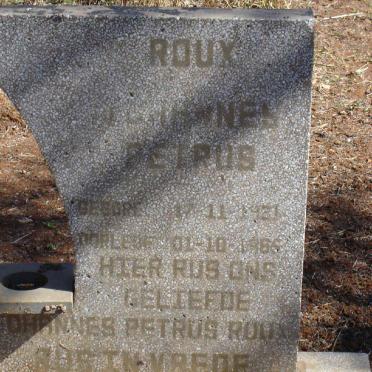 ROUX
JOHANNES
PETRUS
GEBORE 17-11-1921
OORLEDE 01-10-1985
HIER RUS ONS
GELIEFDE
JOHANNES PETRUS ROUX
RUS IN VREDE